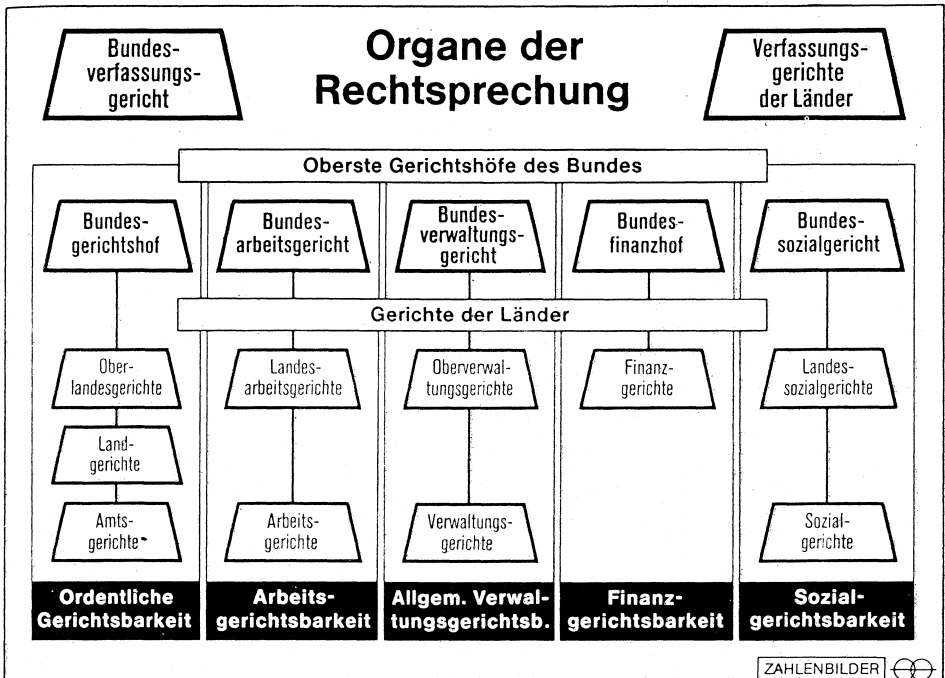 Bundes-
verfassungs-
gericht
Organe der
Rechtsprechung
Verfassungs-
gerichte
der Länder
Oberste Gerichtshöfe des Bundes
Bundes-
gerichtshof
Bundes-
arbeitsgericht
Bundes-
verwaltungs-
gericht
Bundes-
finanzhof
Bundes-
sozialgericht
Gerichte der Länder
Ober-
landesgerichte
Landes-
arbeitsgerichte
Oberverwal-
tungsgerichte
Finanz-
gerichte
Landes-
sozialgerichte
Land-
gerichte
Amts-
gerichte
Arbeits-
gerichte
Verwaltungs-
gerichte
Sozial-
gerichte
Ordentliche
Gerichtsbarkeit
Arbeits-
gerichtsbarkeit
Allgem. Verwal-
tungsgerichtsb.
Finanz-
gerichtsbarkeit
Sozial-
gerichtsbarkeit
ZAHLENBILDER